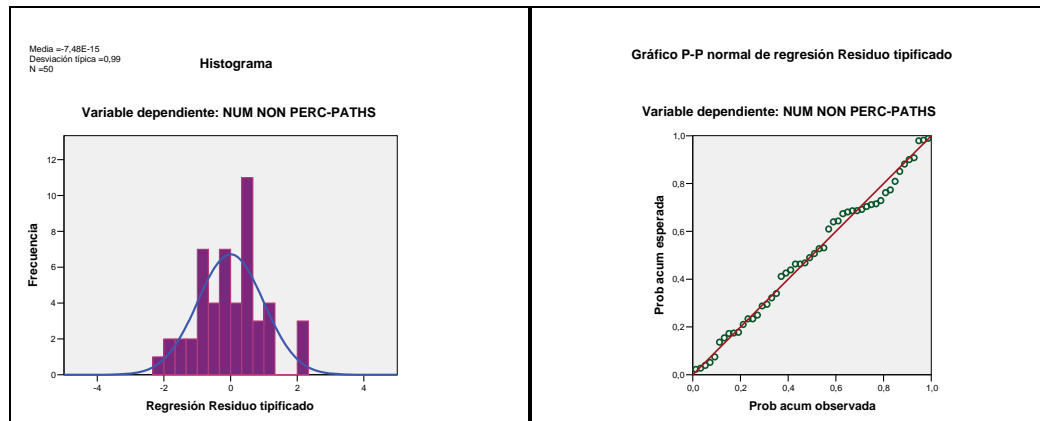 Media =-7,48E-15
Desviación típica =0,99
N =50
Histograma
Variable dependiente: NUM NON PERC-PATHS
Frecuencia
12
10
8
6
4
2
0
-4
-2
0
2
4
Regresión Residuo tipificado
Gráfico P-P normal de regresión Residuo tipificado
Variable dependiente: NUM NON PERC-PATHS
Prob acum esperada
1,0
0,8
0,6
0,4
0,2
0,0
0,0
0,2
0,4
0,6
0,8
1,0
Prob acum observada